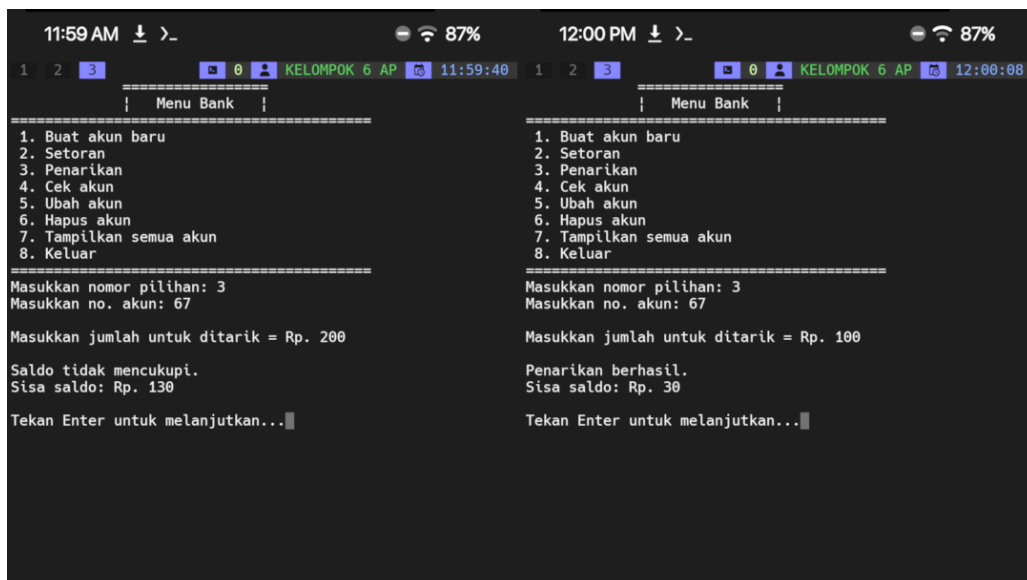 11:59 AM >_ 87%
1 2 3 0 KELOMPOK 6 AP 11:59:40
=================
| Menu Bank |
==========================================
1. Buat akun baru
2. Setoran
3. Penarikan
4. Cek akun
5. Ubah akun
6. Hapus akun
7. Tampilkan semua akun
8. Keluar
==========================================
Masukkan nomor pilihan: 3
Masukkan no. akun: 67
Masukkan jumlah untuk ditarik = Rp. 200
Saldo tidak mencukupi.
Sisa saldo: Rp. 130
Tekan Enter untuk melanjutkan...
12:00 PM >_ 87%
1 2 3 0 KELOMPOK 6 AP 12:00:08
=================
| Menu Bank |
==========================================
1. Buat akun baru
2. Setoran
3. Penarikan
4. Cek akun
5. Ubah akun
6. Hapus akun
7. Tampilkan semua akun
8. Keluar
==========================================
Masukkan nomor pilihan: 3
Masukkan no. akun: 67
Masukkan jumlah untuk ditarik = Rp. 100
Penarikan berhasil.
Sisa saldo: Rp. 30
Tekan Enter untuk melanjutkan...